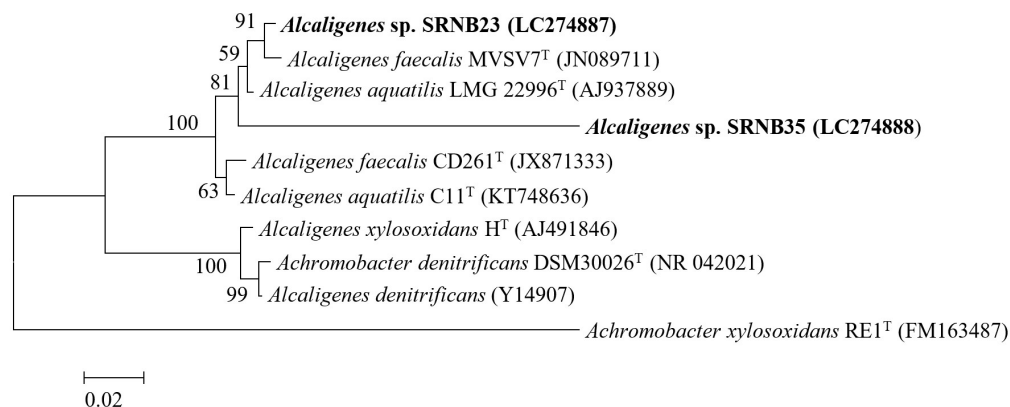 91
Alcaligenes sp. SRNB23 (LC274887)
59
Alcaligenes faecalis MVSV7ᵀ (JN089711)
81
Alcaligenes aquatilis LMG 22996ᵀ (AJ937889)
100
Alcaligenes sp. SRNB35 (LC274888)
Alcaligenes faecalis CD261ᵀ (JX871333)
63
Alcaligenes aquatilis C11ᵀ (KT748636)
Alcaligenes xylosoxidans Hᵀ (AJ491846)
100
Achromobacter denitrificans DSM30026ᵀ (NR 042021)
99
Alcaligenes denitrificans (Y14907)
Achromobacter xylosoxidans RE1ᵀ (FM163487)
0.02